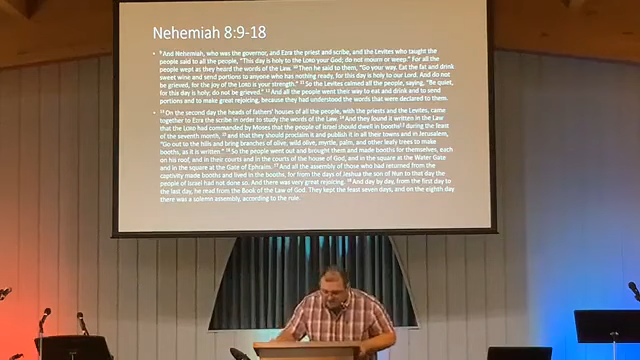 Nehemiah 8:9-18
• 9 And Nehemiah, who was the governor, and Ezra the priest and scribe, and the Levites who taught the
people said to all the people, "This day is holy to the LORD your God; do not mourn or weep." For all the
people wept as they heard the words of the Law. 10 Then he said to them, "Go your way. Eat the fat and drink
sweet wine and send portions to anyone who has nothing ready, for this day is holy to our Lord. And do not
be grieved, for the joy of the LORD is your strength." 11 So the Levites calmed all the people, saying, "Be quiet,
for this day is holy; do not be grieved." 12 And all the people went their way to eat and drink and to send
portions and to make great rejoicing, because they had understood the words that were declared to them.
• 13 On the second day the heads of fathers' houses of all the people, with the priests and the Levites, came
together to Ezra the scribe in order to study the words of the Law. 14 And they found it written in the Law
that the LORD had commanded by Moses that the people of Israel should dwell in booths during the feast
of the seventh month, 15 and that they should proclaim it and publish it in all their towns and in Jerusalem,
"Go out to the hills and bring branches of olive, wild olive, myrtle, palm, and other leafy trees to make
booths, as it is written." 16 So the people went out and brought them and made booths for themselves, each
on his roof, and in their courts and in the courts of the house of God, and in the square at the Water Gate
and in the square at the Gate of Ephraim. 17 And all the assembly of those who had returned from the
captivity made booths and lived in the booths, for from the days of Jeshua the son of Nun to that day the
people of Israel had not done so. And there was very great rejoicing. 18 And day by day, from the first day to
the last day, he read from the Book of the Law of God. They kept the feast seven days, and on the eighth day
there was a solemn assembly, according to the rule.